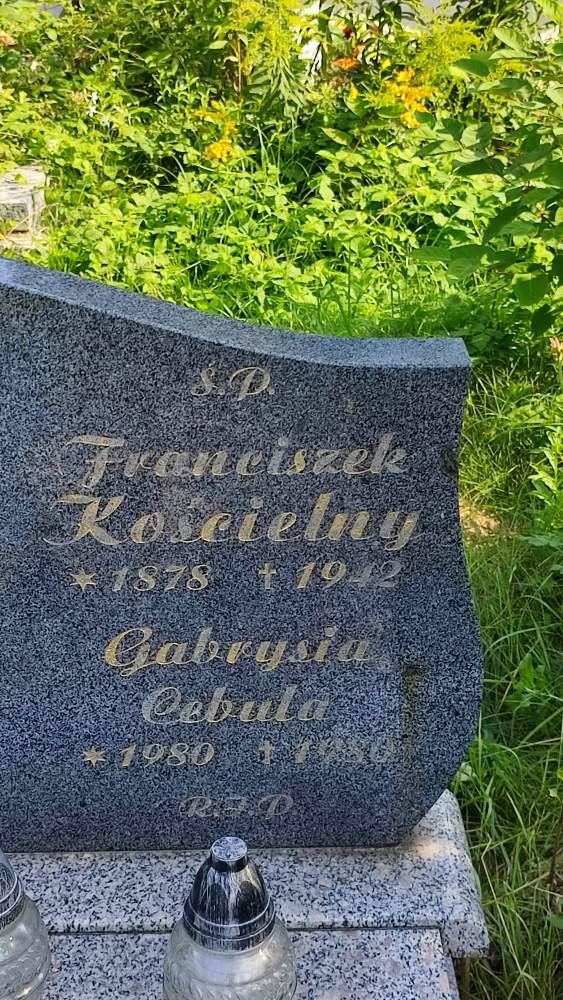 Ś.P.
Franciszek
Kościelny
* 1878 † 1942
Gabrysia
Cebula
* 1980 † 1980
R.I.P.